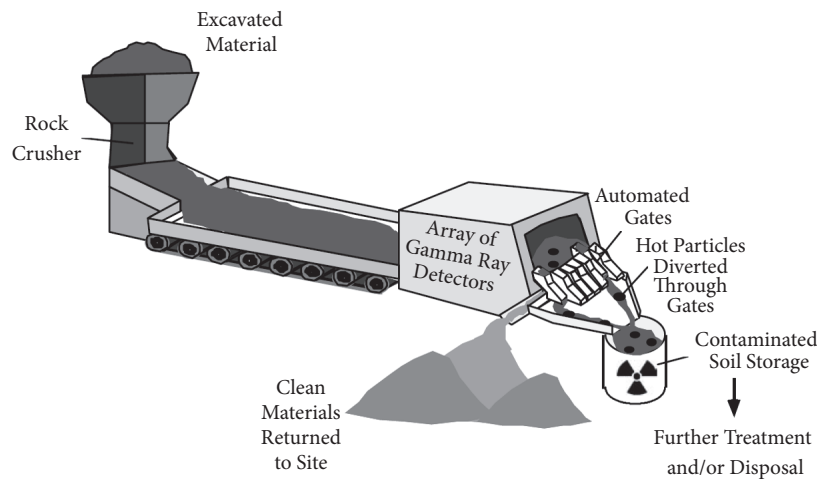 Excavated
Material
Rock
Crusher
Array of
Gamma Ray
Detectors
Automated
Gates
Hot Particles
Diverted
Through
Gates
Contaminated
Soil Storage
Further Treatment
and/or Disposal
Clean
Materials
Returned
to Site